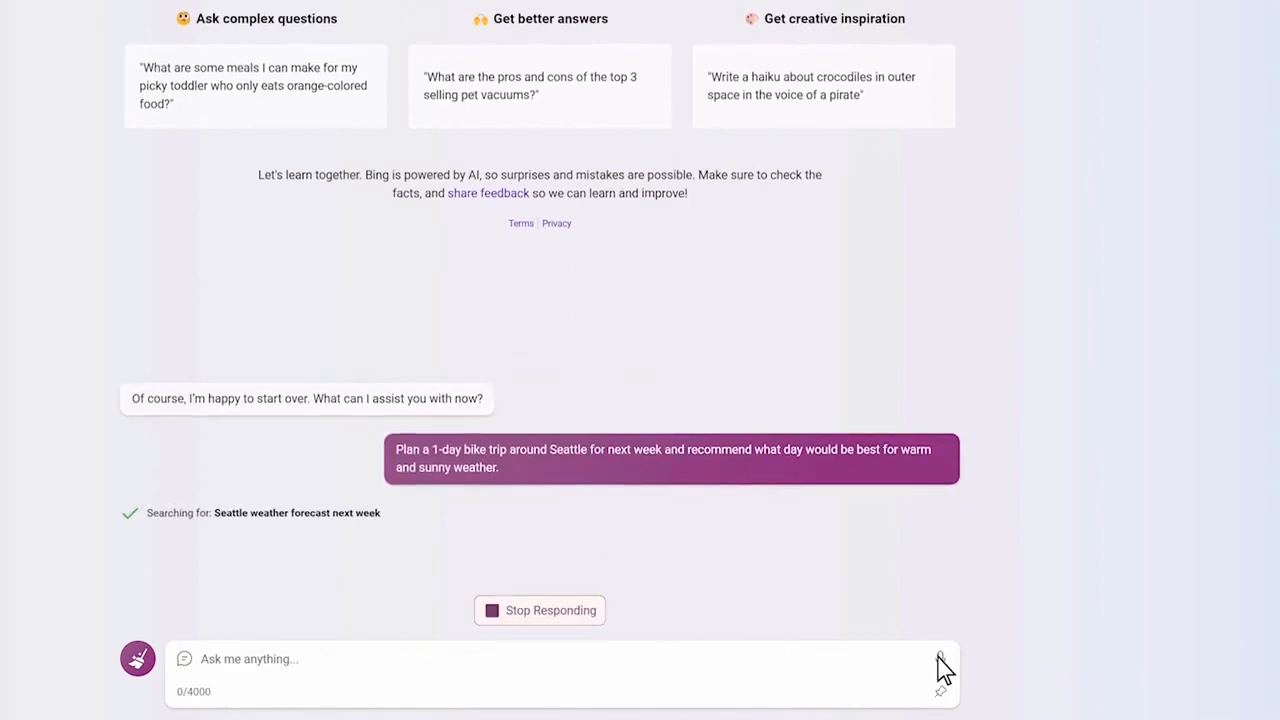 Ask complex questions
Get better answers
Get creative inspiration
"What are some meals I can make for my
picky toddler who only eats orange-colored
food?"
"What are the pros and cons of the top 3
selling pet vacuums?"
"Write a haiku about crocodiles in outer
space in the voice of a pirate"
Let's learn together. Bing is powered by AI, so surprises and mistakes are possible. Make sure to check the
facts, and share feedback so we can learn and improve!
Terms | Privacy
Of course, I'm happy to start over. What can I assist you with now?
Plan a 1-day bike trip around Seattle for next week and recommend what day would be best for warm
and sunny weather.
Searching for: Seattle weather forecast next week
Stop Responding
Ask me anything...
0/4000